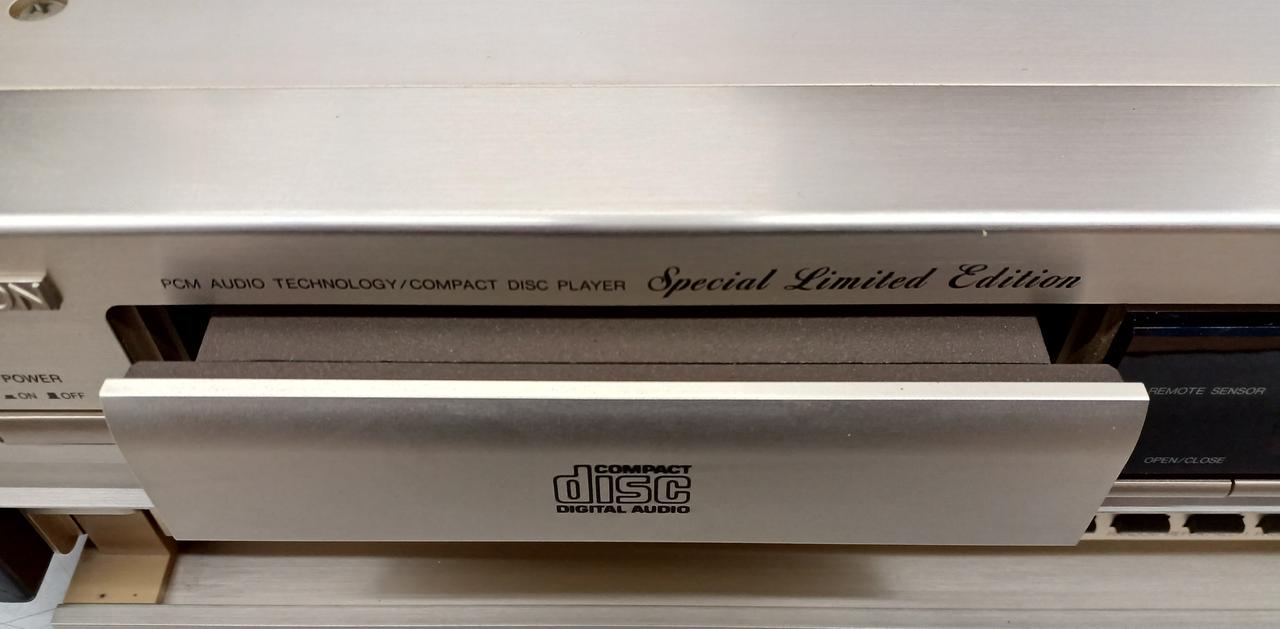 PCM AUDIO TECHNOLOGY/COMPACT DISC PLAYER Special Limited Edition
ON
POWER
ON OFF
REMOTE SENSOR
OPEN/CLOSE
COMPACT
disc
DIGITAL AUDIO